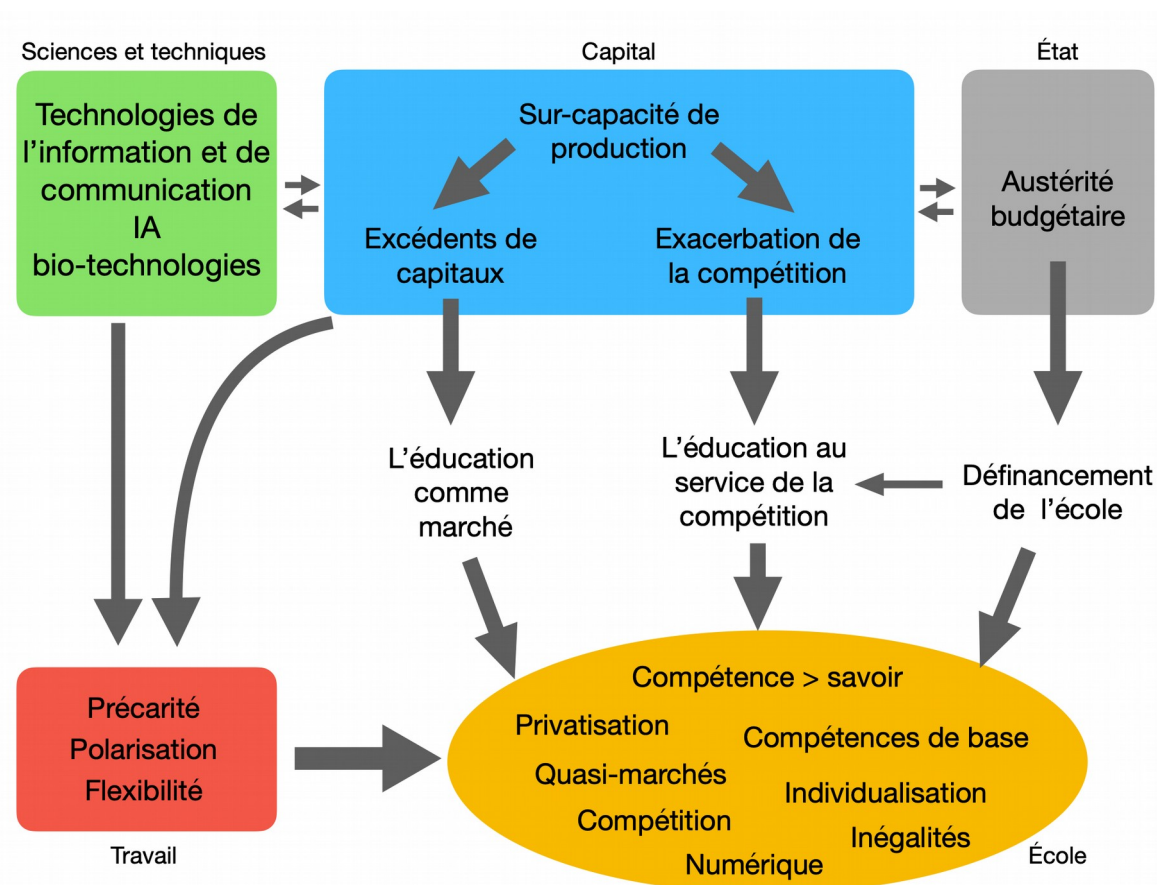 Sciences et techniques
Capital
État
Technologies de
l’information et de
communication
IA
bio-technologies
Sur-capacité de
production
Excédents de
capitaux
Exacerbation de
la compétition
Austérité
budgétaire
L’éducation
comme
marché
L’éducation au
service de la
compétition
Définancement
de l’école
Précarité
Polarisation
Flexibilité
Travail
Compétence > savoir
Privatisation
Compétences de base
Quasi-marchés
Individualisation
Compétition
Inégalités
Numérique
École